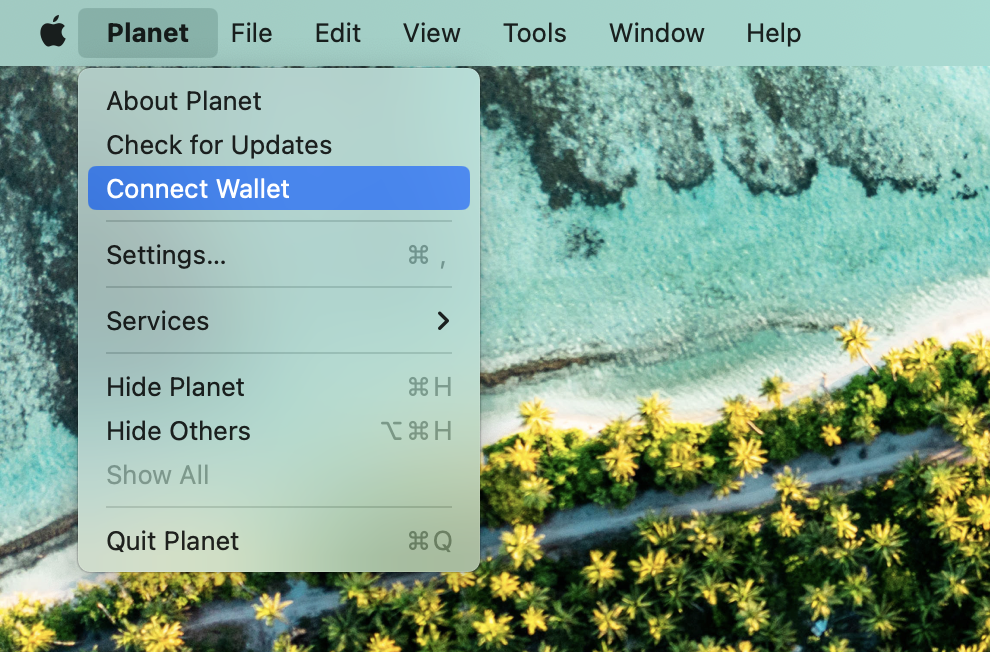 Planet File Edit View Tools Window Help
About Planet
Check for Updates
Connect Wallet
Settings... ⌘ ,
Services
Hide Planet ⌘H
Hide Others ⌥⌘H
Show All
Quit Planet ⌘Q